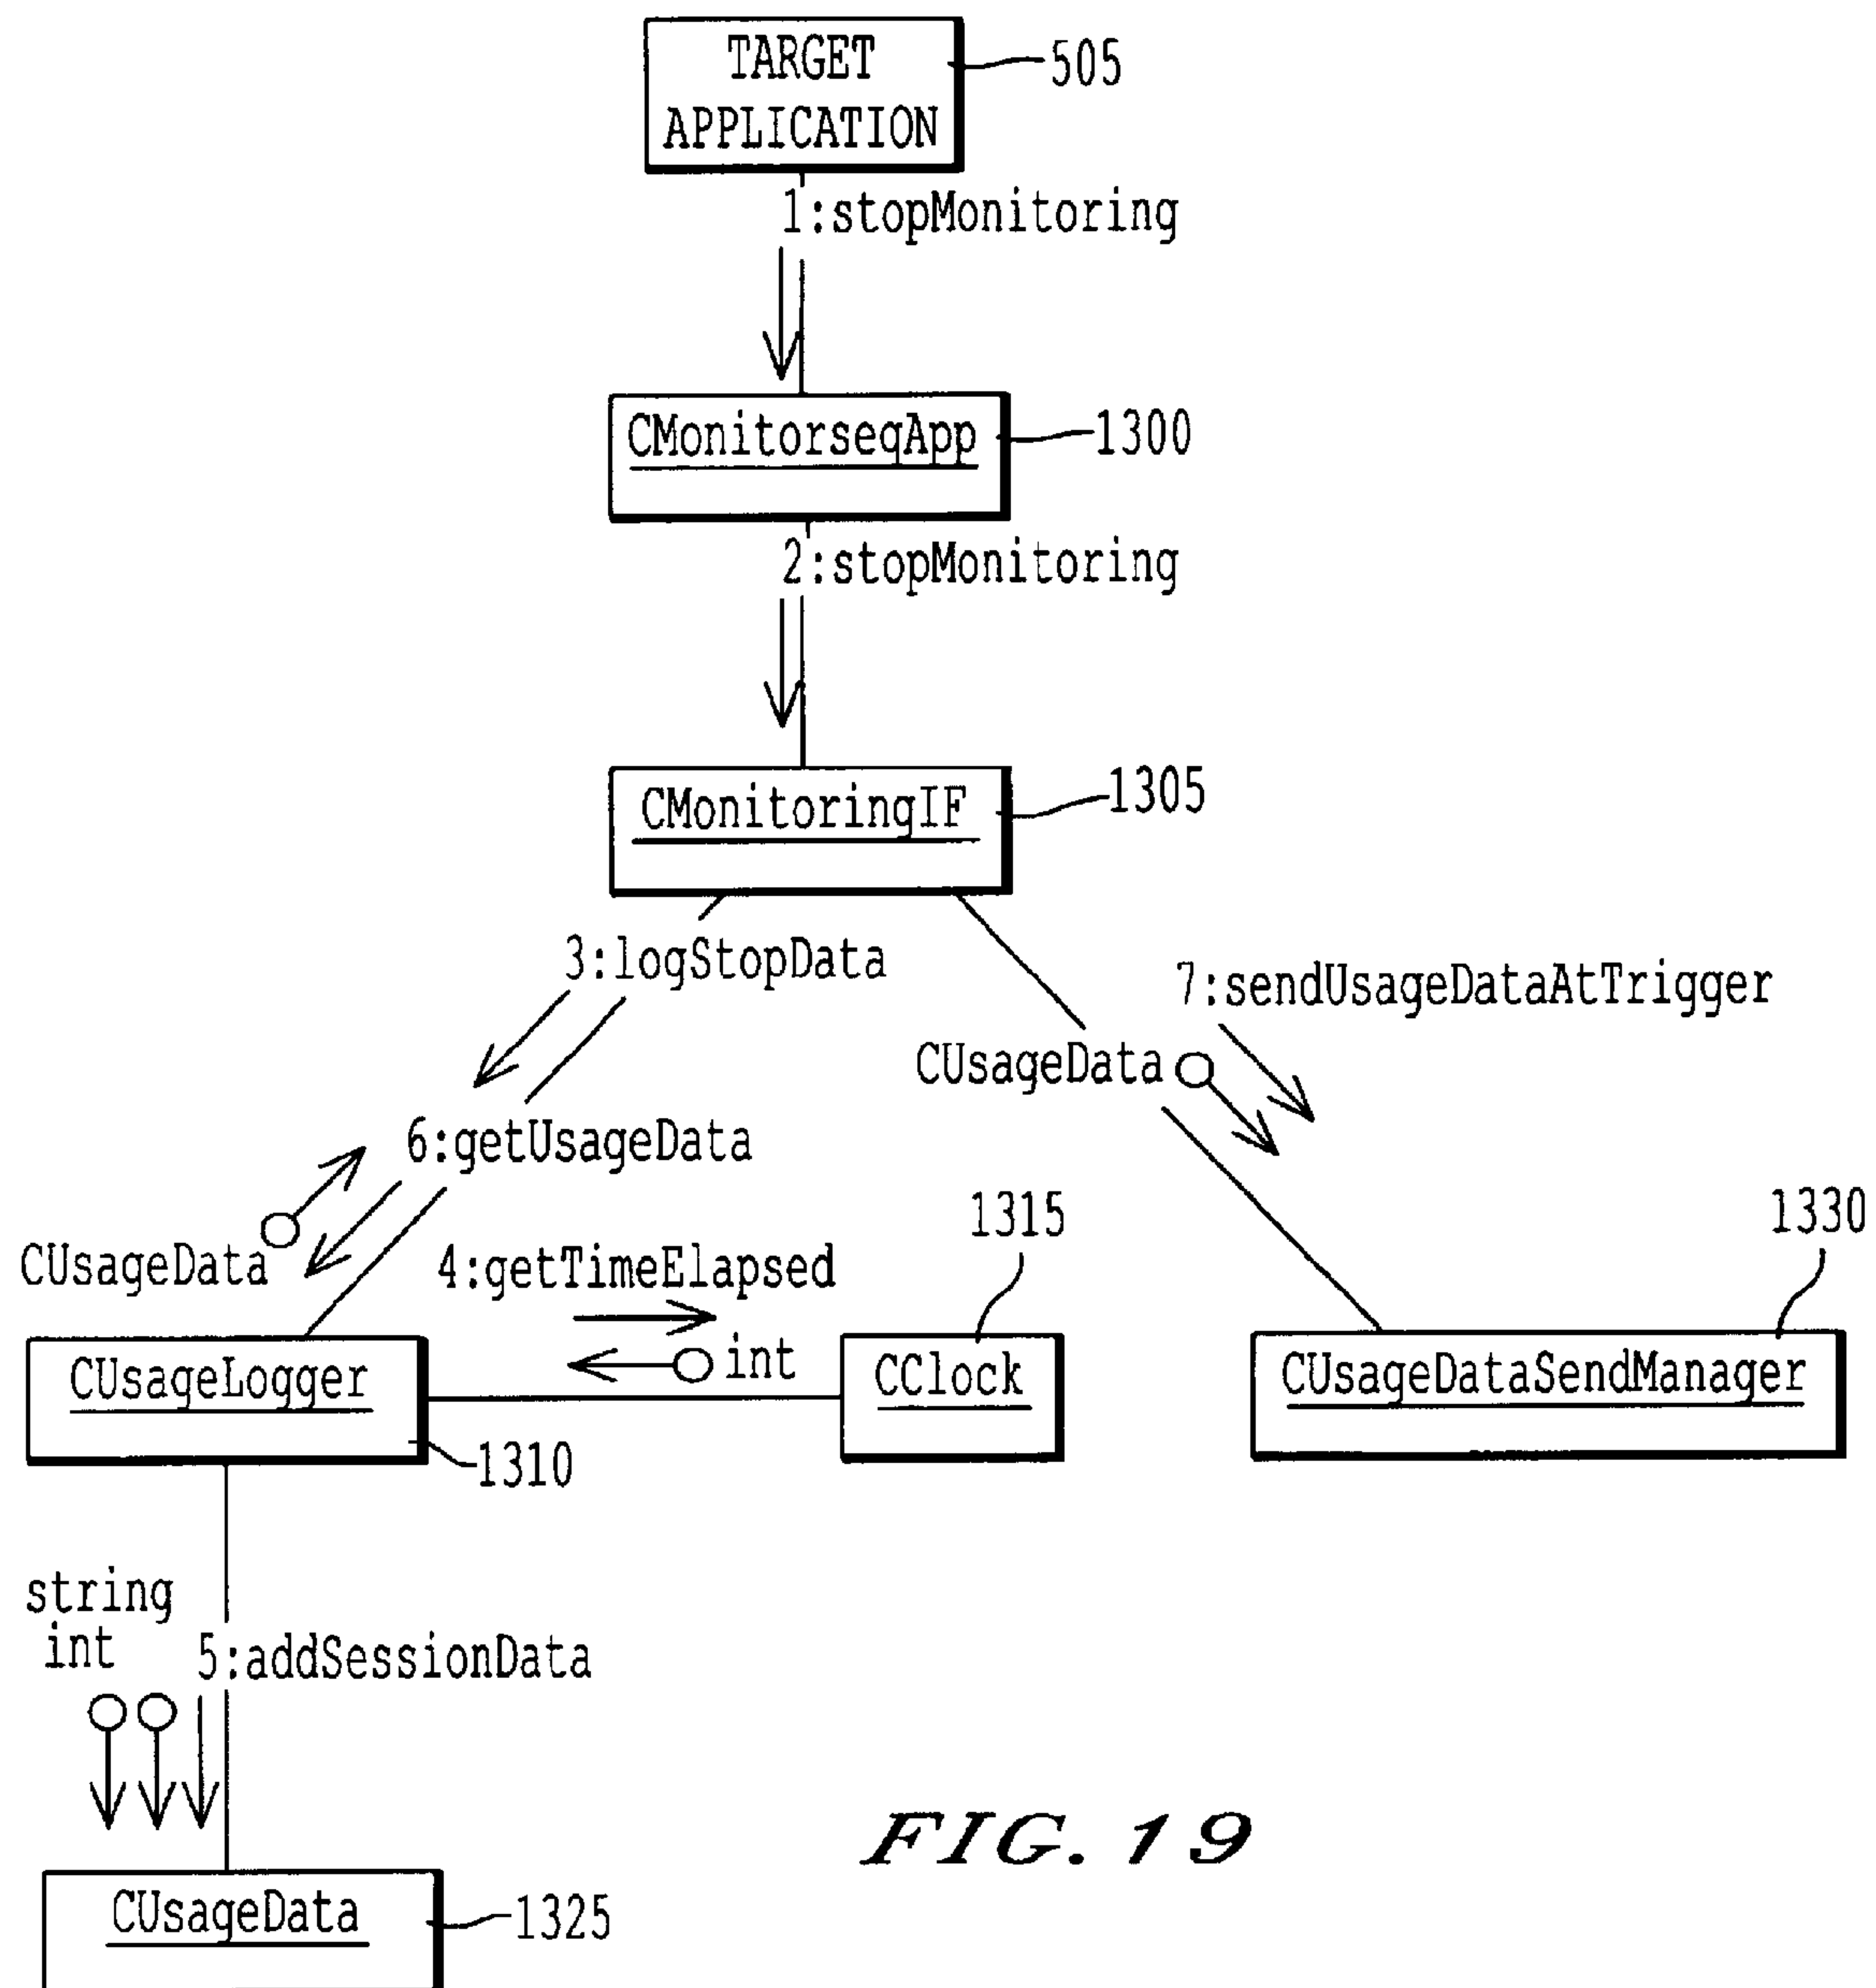 TARGET
APPLICATION
505
1:stopMonitoring
CMonitorseqApp
1300
2:stopMonitoring
CMonitoringIF
1305
3:logStopData
7:sendUsageDataAtTrigger
CUsageData
6:getUsageData
CUsageData
4:getTimeElapsed
int
1315
1330
CUsageLogger
CClock
CUsageDataSendManager
1310
string
int
5:addSessionData
CUsageData
1325
FIG. 19